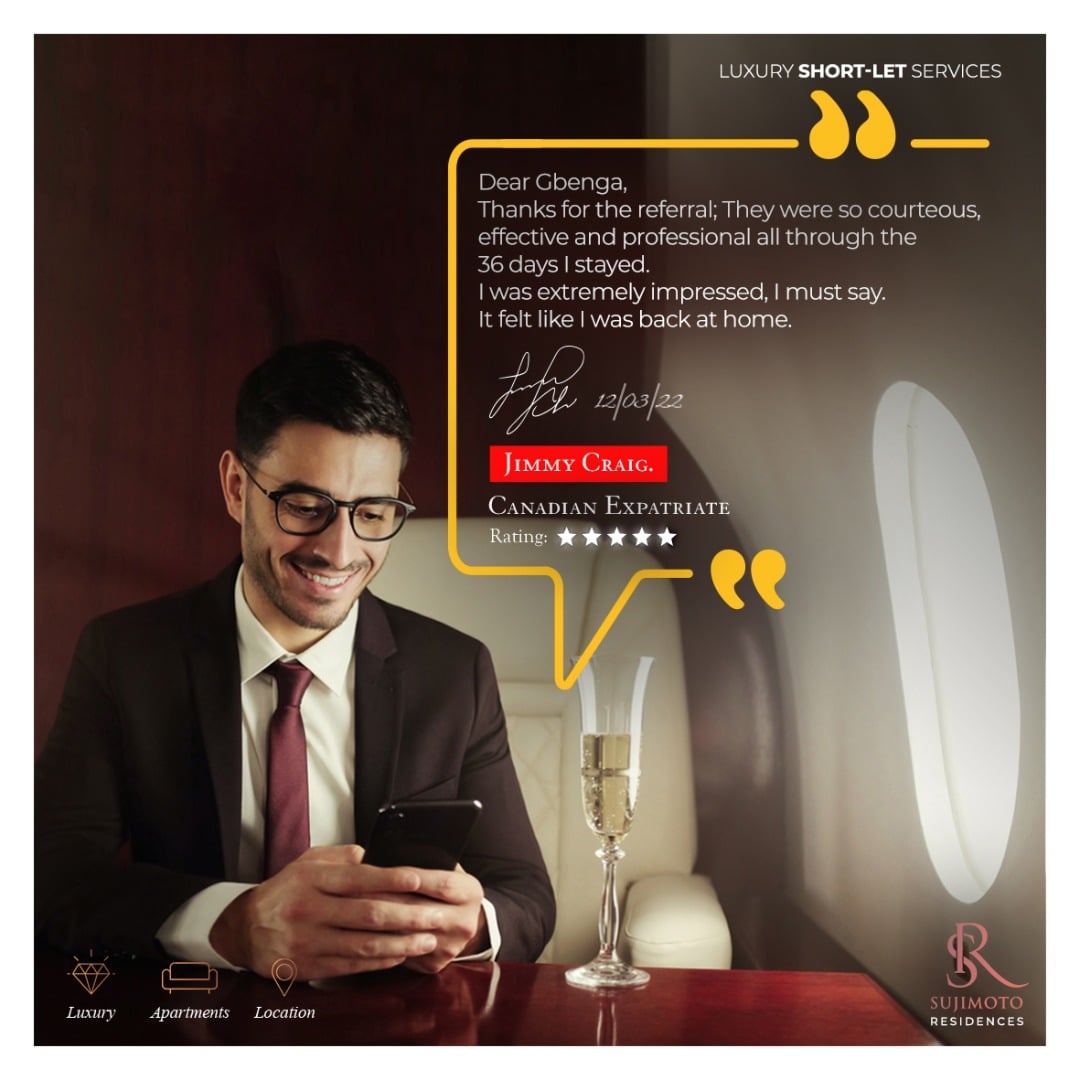 LUXURY SHORT-LET SERVICES
Dear Gbenga,
Thanks for the referral; They were so courteous,
effective and professional all through the
36 days I stayed.
I was extremely impressed, I must say.
It felt like I was back at home.
12/03/22
JIMMY CRAIG.
CANADIAN EXPATRIATE
Rating: ★★★★★
Luxury
Apartments
Location
SR
SUJIMOTO
RESIDENCES